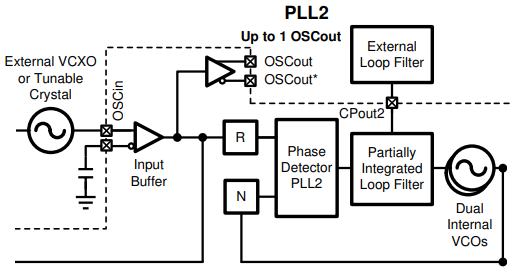 PLL2
Up to 1 OSCout
External VCXO
or Tunable
Crystal
OSCin
OSCout
OSCout*
External
Loop Filter
CPout2
Input
Buffer
R
N
Phase
Detector
PLL2
Partially
Integrated
Loop Filter
Dual
Internal
VCOs